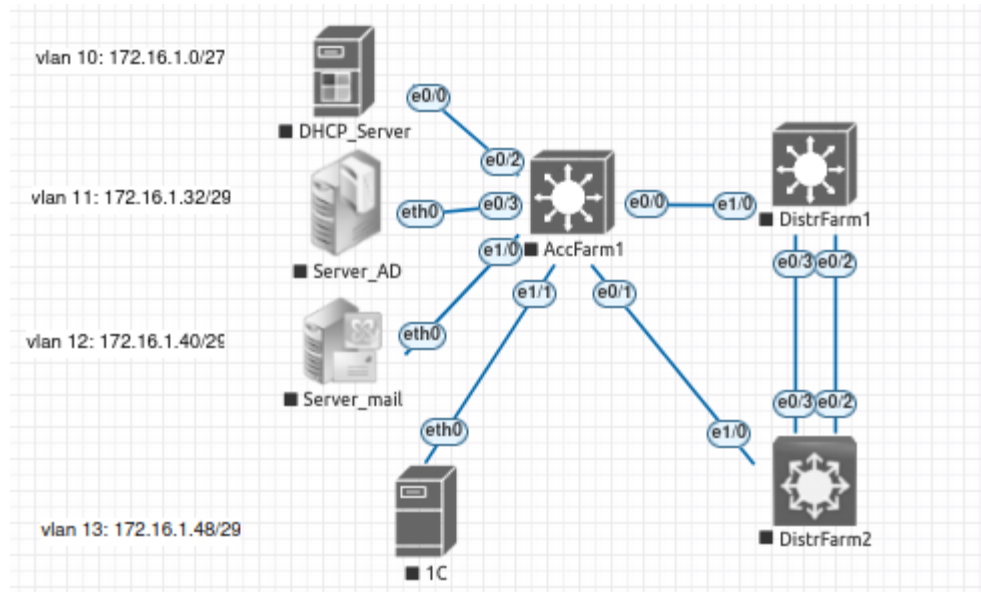 vlan 10: 172.16.1.0/27
e0/0
DHCP_Server
e0/2
vlan 11: 172.16.1.32/29
eth0
e0/3
e0/0
e1/0
DistrFarm1
Server_AD
e1/0
AccFarm1
e0/3
e0/2
e1/1
e0/1
vlan 12: 172.16.1.40/29
eth0
Server_mail
e0/3
e0/2
eth0
e1/0
vlan 13: 172.16.1.48/29
DistrFarm2
1C